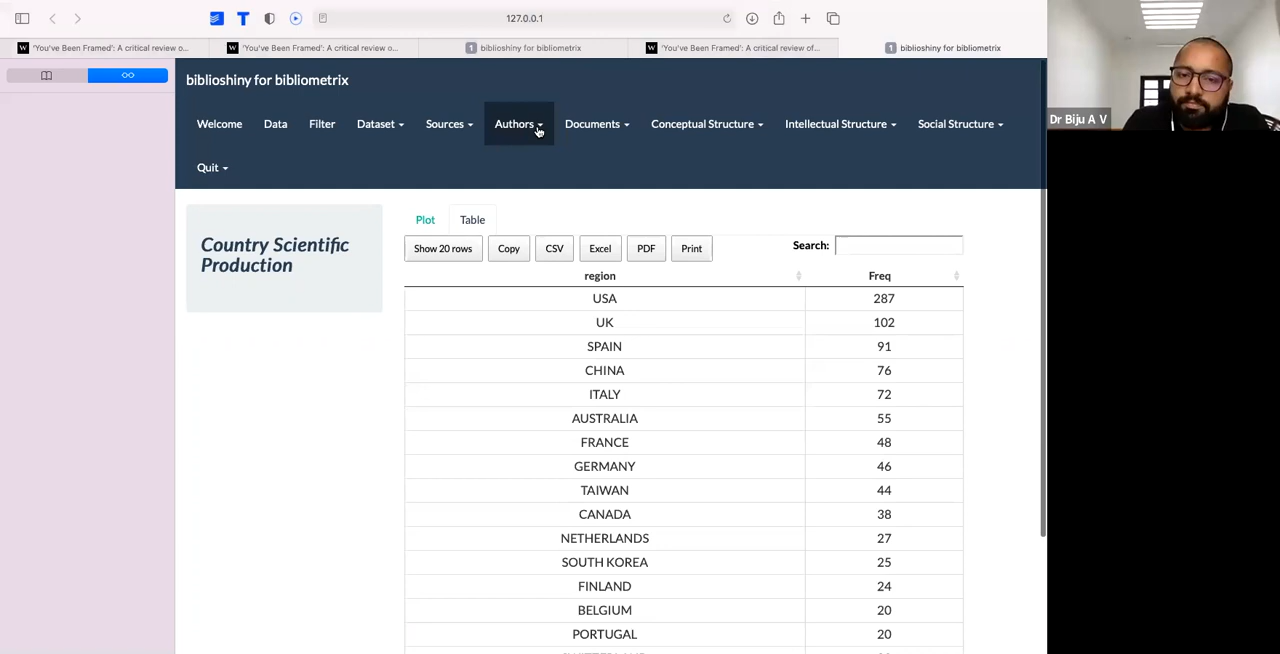 127.0.0.1
'You've Been Framed': A critical review o...
'You've Been Framed': A critical review o...
1 biblioshiny for bibliometrix
'You've Been Framed': A critical review of...
1 biblioshiny for bibliometrix
biblioshiny for bibliometrix
Welcome Data Filter Dataset Sources Authors Documents Conceptual Structure Intellectual Structure Social Structure
Quit
Dr Biju A V
Country Scientific
Production
Plot Table
Show 20 rows Copy CSV Excel PDF Print Search:
region Freq
USA 287
UK 102
SPAIN 91
CHINA 76
ITALY 72
AUSTRALIA 55
FRANCE 48
GERMANY 46
TAIWAN 44
CANADA 38
NETHERLANDS 27
SOUTH KOREA 25
FINLAND 24
BELGIUM 20
PORTUGAL 20